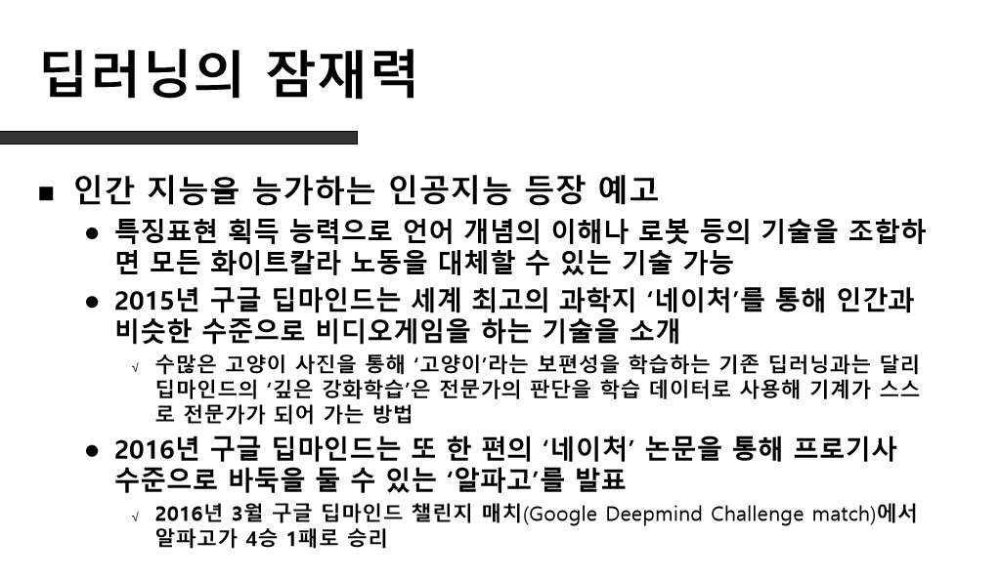 딥러닝의 잠재력
■ 인간 지능을 능가하는 인공지능 등장 예고
● 특징표현 획득 능력으로 언어 개념의 이해나 로봇 등의 기술을 조합하
면 모든 화이트칼라 노동을 대체할 수 있는 기술 가능
● 2015년 구글 딥마인드는 세계 최고의 과학지 ‘네이처’를 통해 인간과
비슷한 수준으로 비디오게임을 하는 기술을 소개
√ 수많은 고양이 사진을 통해 ‘고양이’라는 보편성을 학습하는 기존 딥러닝과는 달리
딥마인드의 ‘깊은 강화학습’은 전문가의 판단을 학습 데이터로 사용해 기계가 스스
로 전문가가 되어 가는 방법
● 2016년 구글 딥마인드는 또 한 편의 ‘네이처’ 논문을 통해 프로기사
수준으로 바둑을 둘 수 있는 ‘알파고’를 발표
√ 2016년 3월 구글 딥마인드 챌린지 매치(Google Deepmind Challenge match)에서
알파고가 4승 1패로 승리